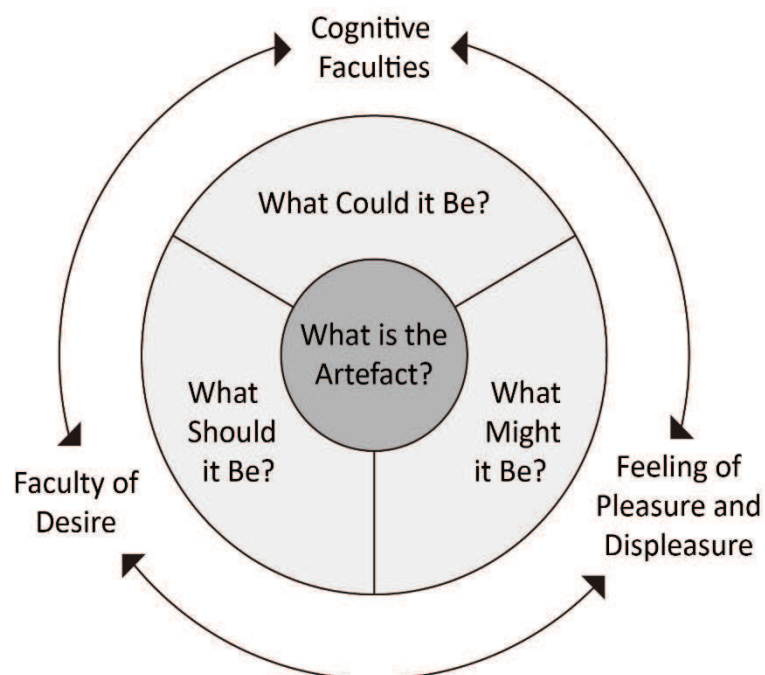 Cognitive
Faculties
What Could it Be?
What is the
Artefact?
What
Should
it Be?
What
Might
it Be?
Faculty of
Desire
Feeling of
Pleasure and
Displeasure